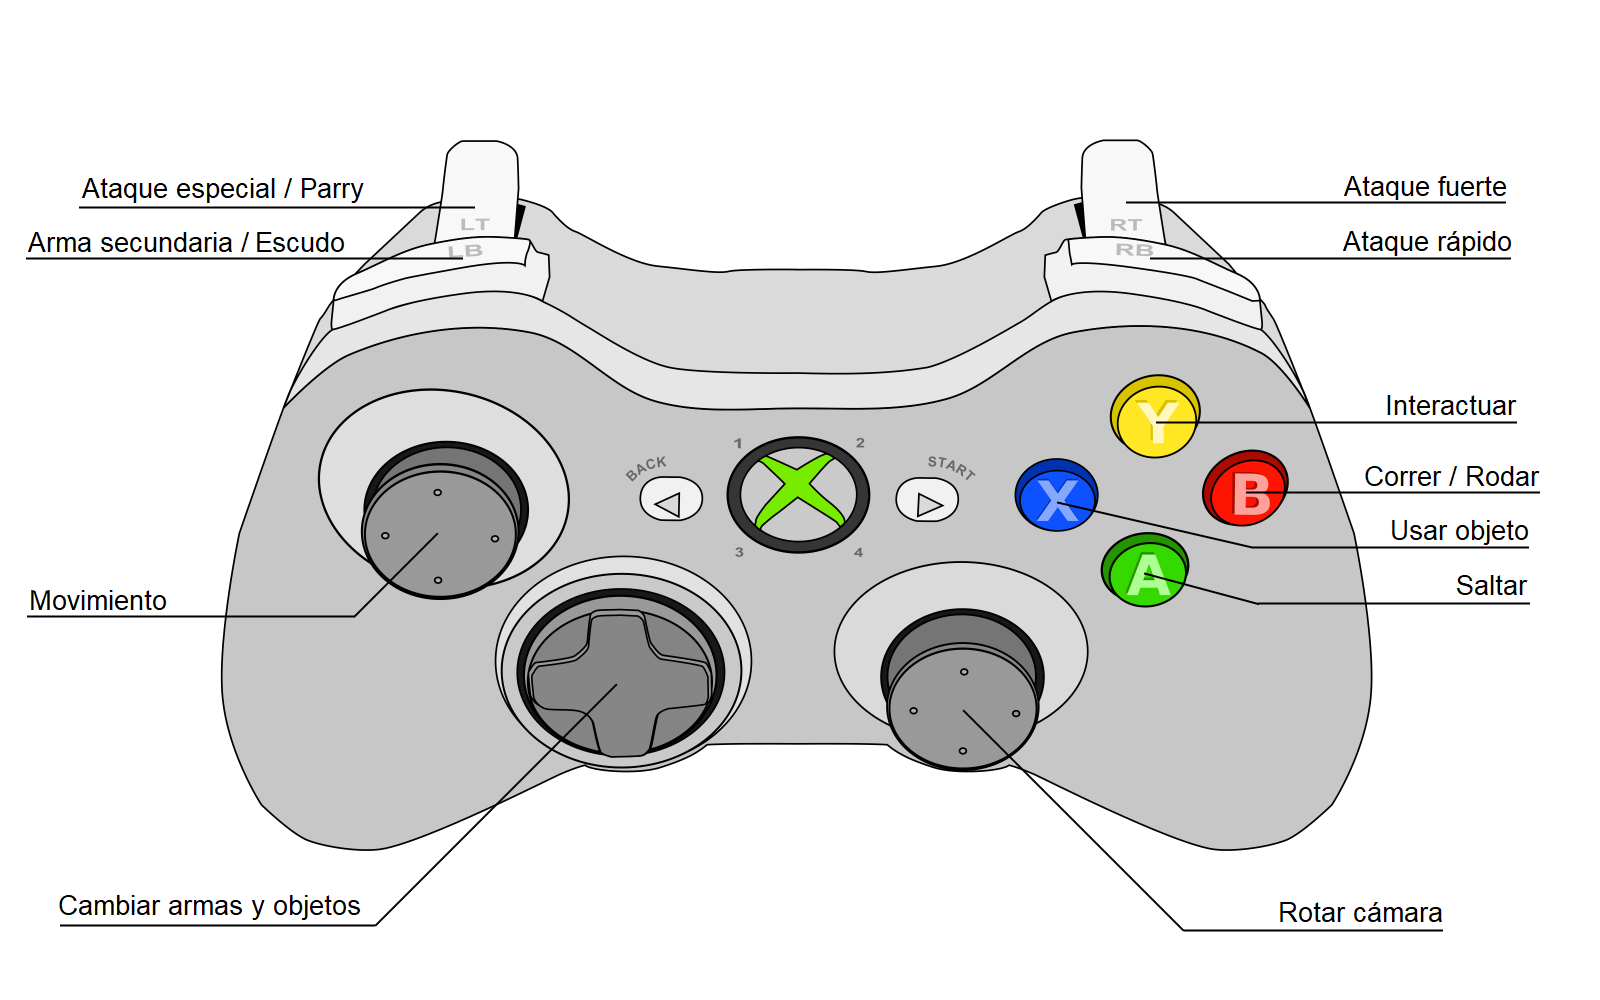 Ataque especial / Parry
Ataque fuerte
LT
RT
Arma secundaria / Escudo
LB
RB
Ataque rápido
Y
Interactuar
1
2
BACK
START
X
B
Correr / Rodar
Usar objeto
3
4
A
Saltar
Movimiento
Cambiar armas y objetos
Rotar cámara